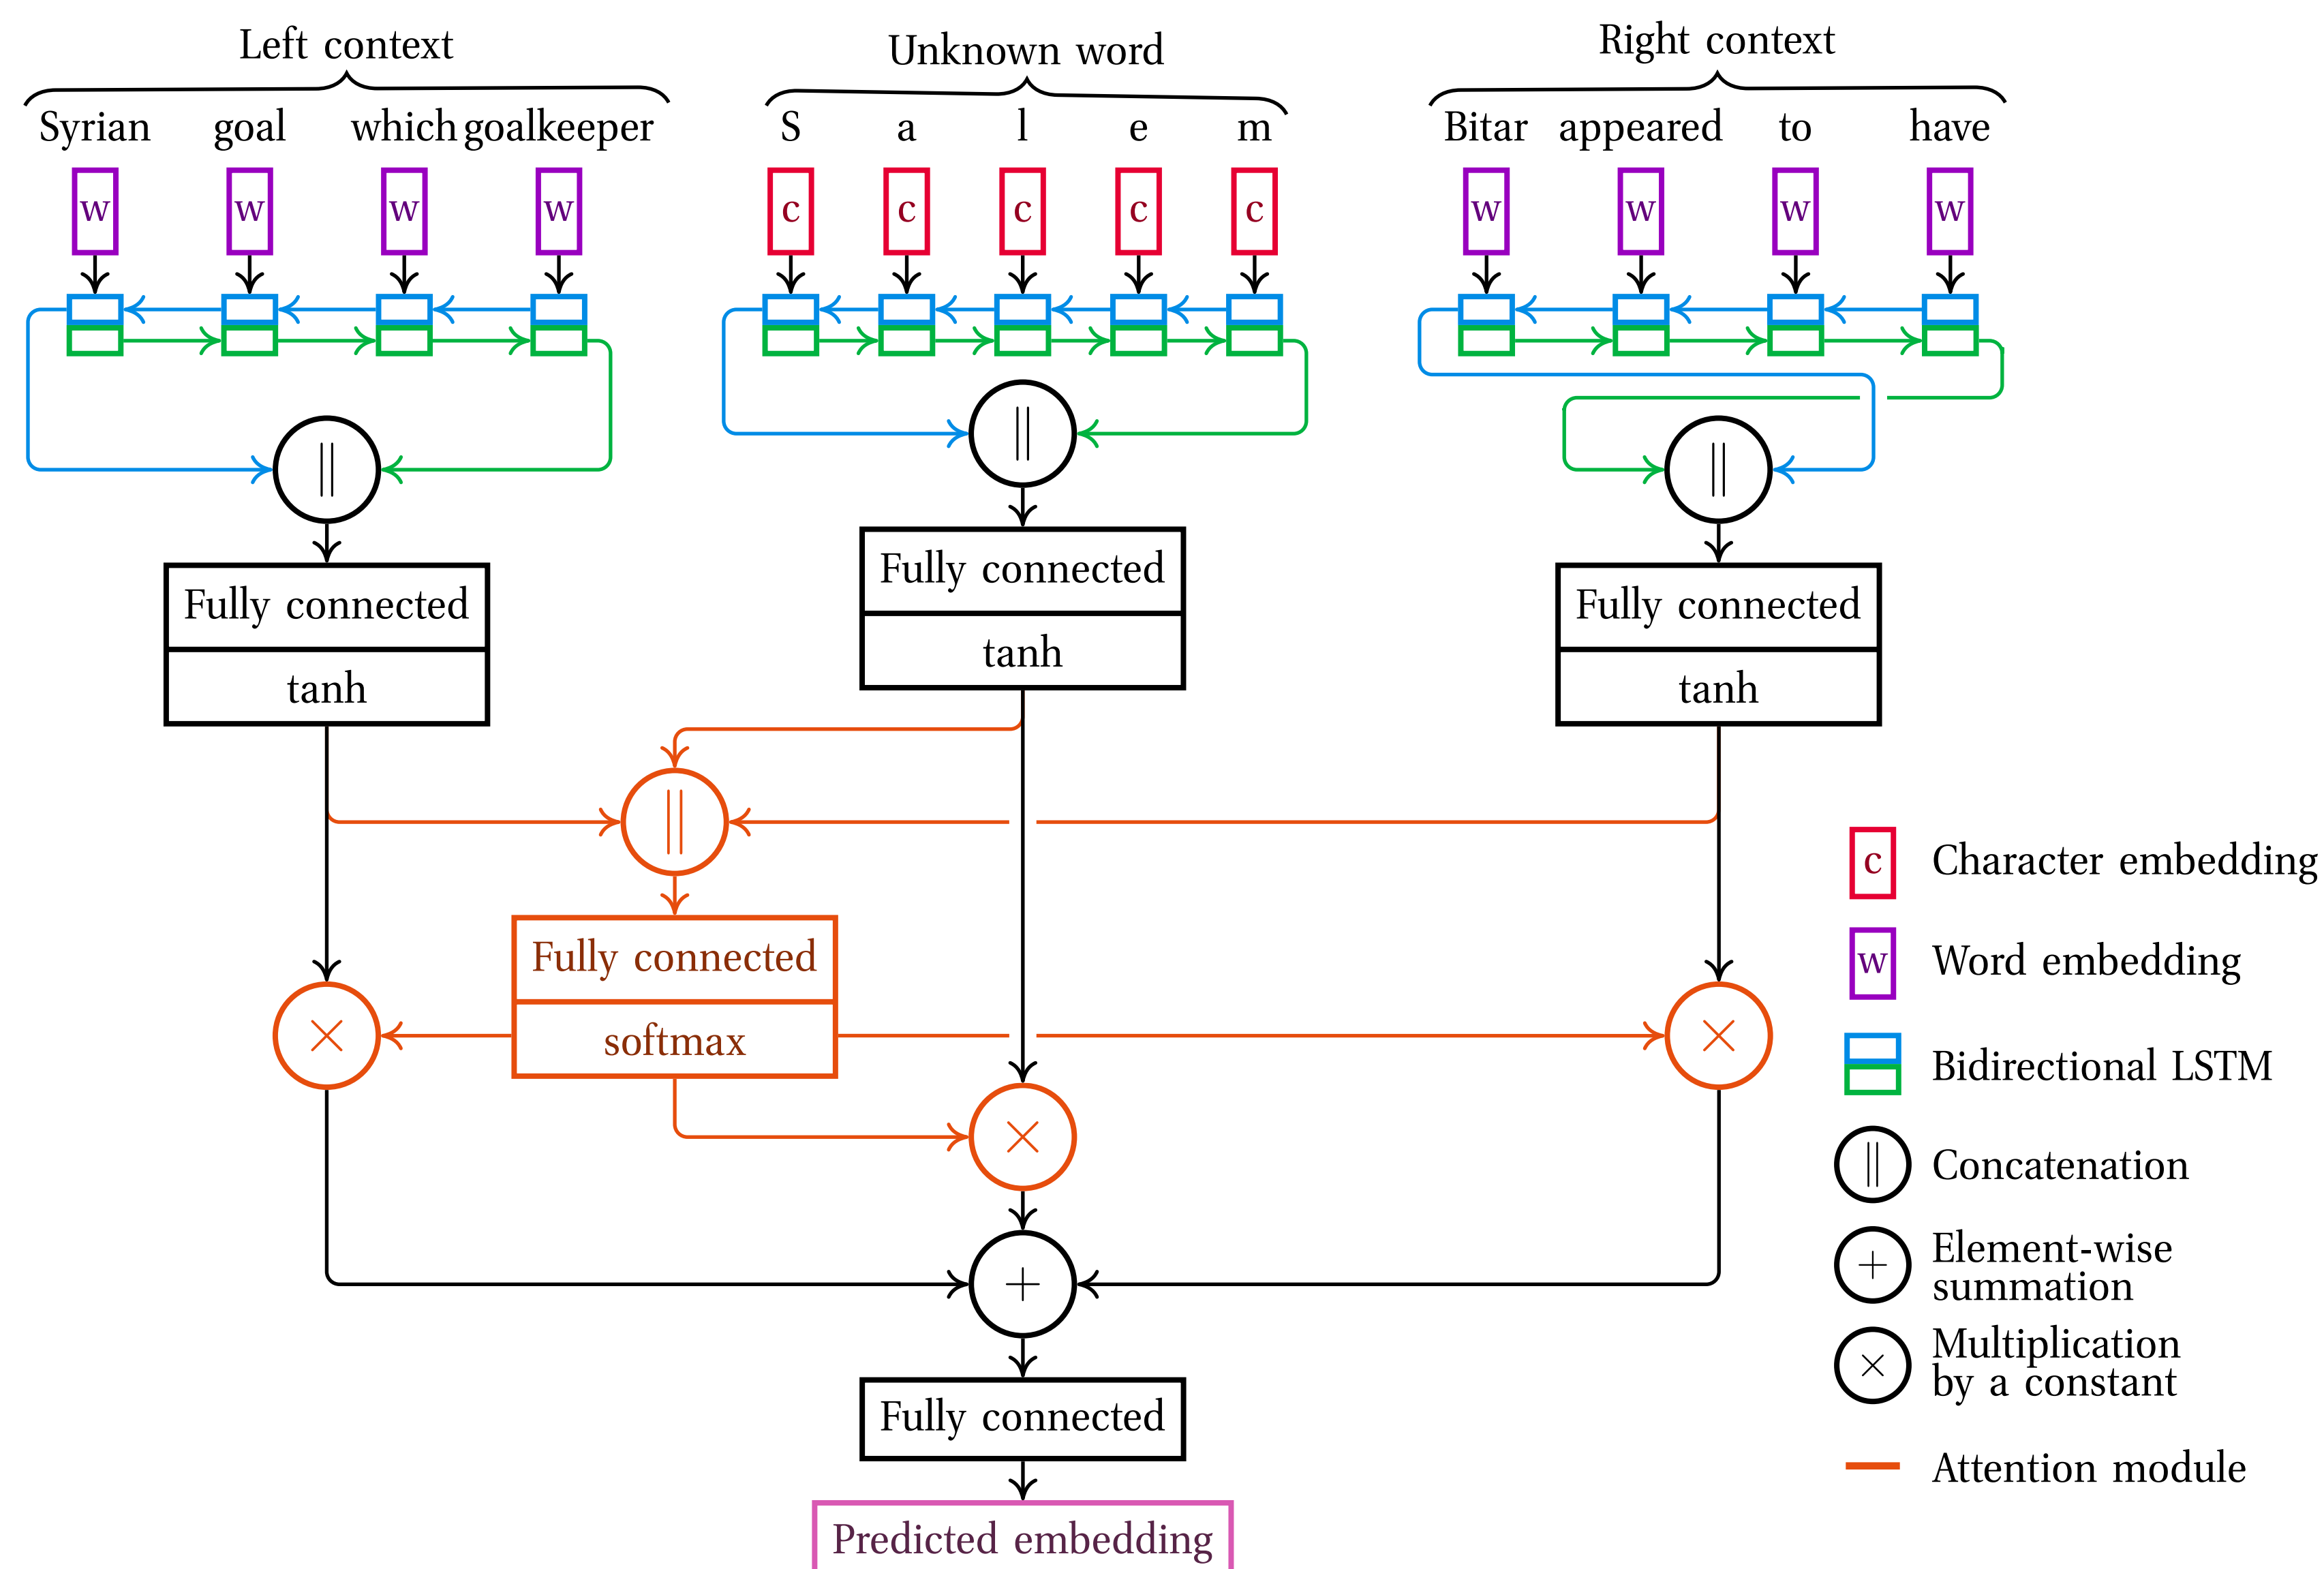 Left context
Unknown word
Right context
Syrian goal which goalkeeper
S a l e m
Bitar appeared to have
w w w w
c c c c c
w w w w
||
||
||
Fully connected
tanh
Fully connected
tanh
Fully connected
tanh
||
Fully connected
softmax
×
×
×
+
Fully connected
Predicted embedding
c Character embedding
w Word embedding
Bidirectional LSTM
|| Concatenation
+ Element-wise
summation
× Multiplication
by a constant
Attention module